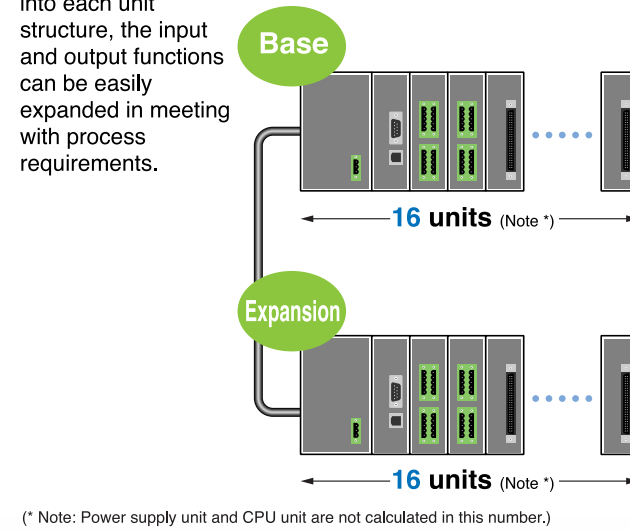 into each unit
structure, the input
and output functions
can be easily
expanded in meeting
with process
requirements.
Base
16 units (Note *)
Expansion
16 units (Note *)
(* Note: Power supply unit and CPU unit are not calculated in this number.)